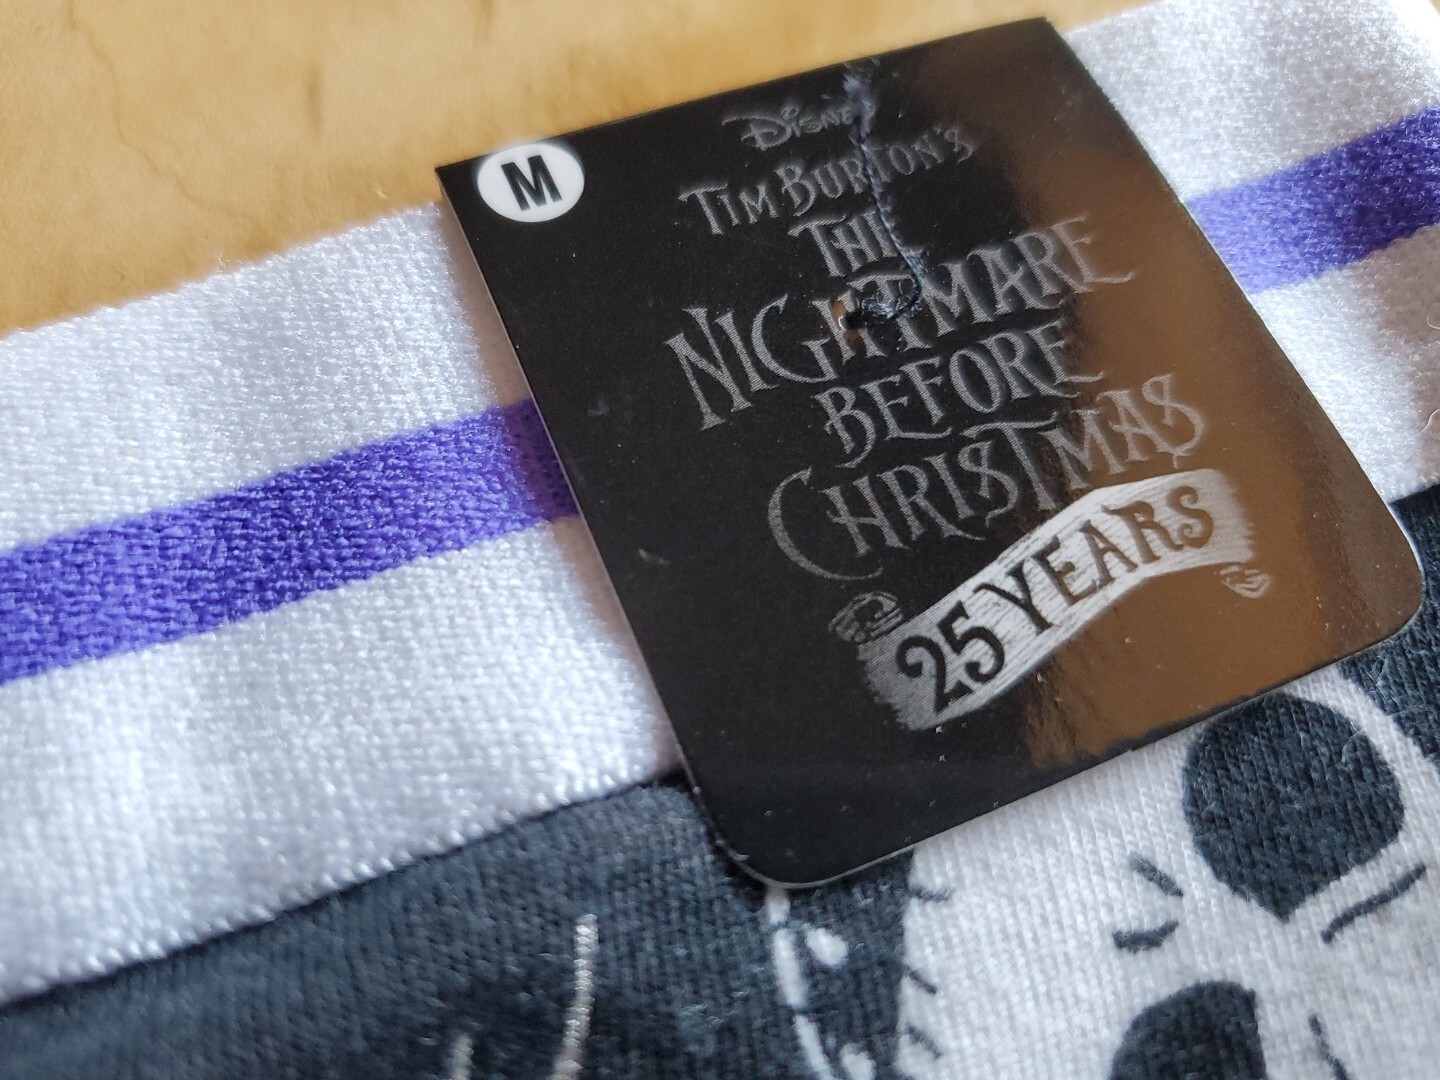 M
Disney
TIM BURTON'S
THE
NIGHTMARE
BEFORE
CHRISTMAS
25 YEARS